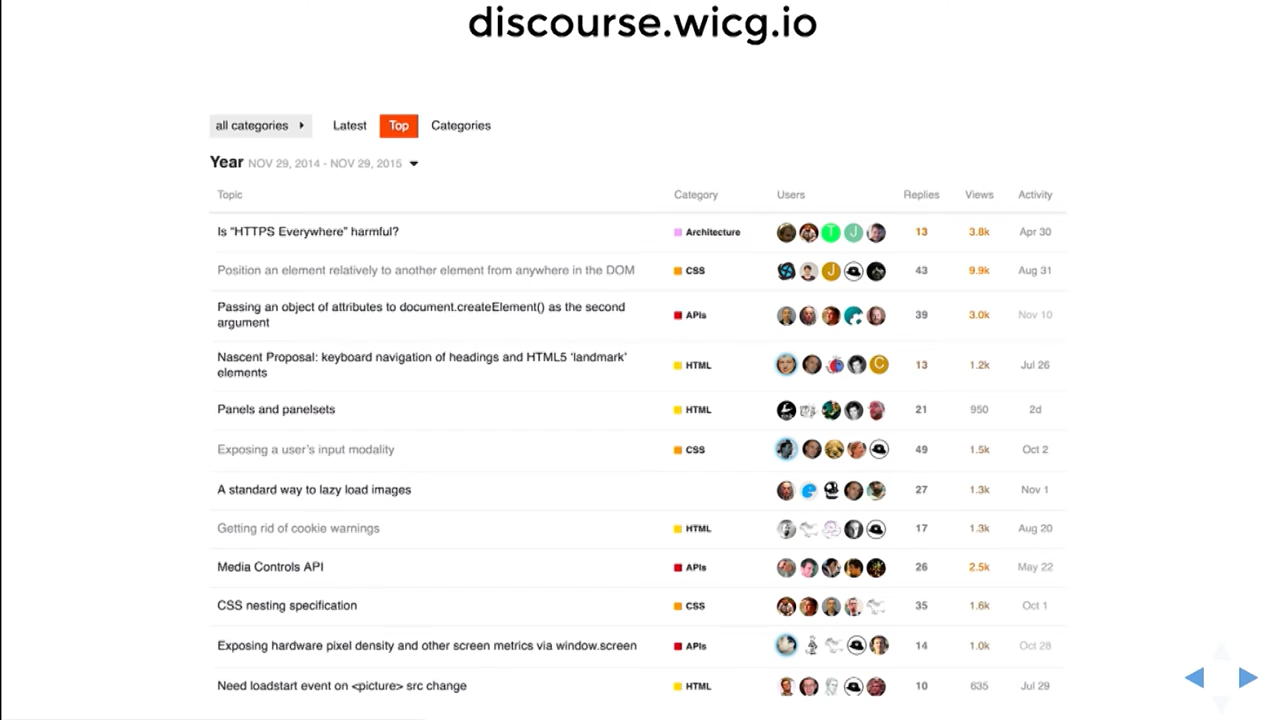 discourse.wicg.io
all categories Latest Top Categories
Year NOV 29, 2014 - NOV 29, 2015
Topic Category Users Replies Views Activity
Is “HTTPS Everywhere” harmful? Architecture T J 13 3.8k Apr 30
Position an element relatively to another element from anywhere in the DOM CSS J 43 9.9k Aug 31
Passing an object of attributes to document.createElement() as the second
argument APIs 39 3.0k Nov 10
Nascent Proposal: keyboard navigation of headings and HTML5 ‘landmark’
elements HTML C 13 1.2k Jul 26
Panels and panelsets HTML 21 950 2d
Exposing a user’s input modality CSS 49 1.5k Oct 2
A standard way to lazy load images 27 1.3k Nov 1
Getting rid of cookie warnings HTML 17 1.3k Aug 20
Media Controls API APIs 26 2.5k May 22
CSS nesting specification CSS 35 1.6k Oct 1
Exposing hardware pixel density and other screen metrics via window.screen APIs 14 1.0k Oct 28
Need loadstart event on <picture> src change HTML 10 635 Jul 29